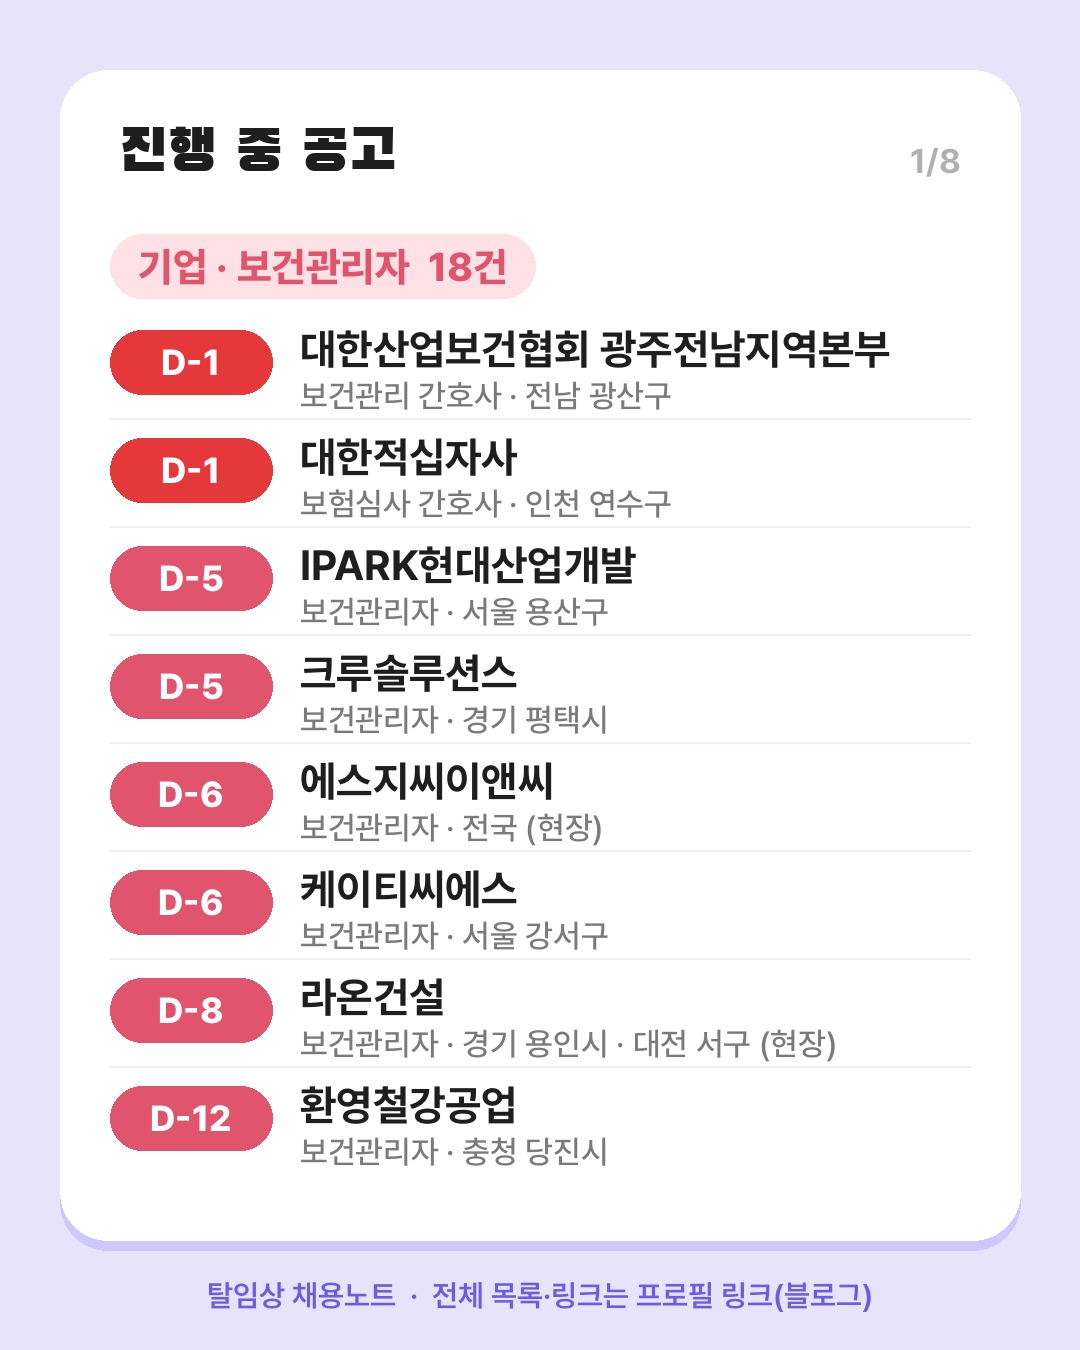 진행 중 공고
1/8
기업 · 보건관리자 18건
D-1
대한산업보건협회 광주전남지역본부
보건관리 간호사 · 전남 광산구
D-1
대한적십자사
보험심사 간호사 · 인천 연수구
D-5
IPARK현대산업개발
보건관리자 · 서울 용산구
D-5
크루솔루션스
보건관리자 · 경기 평택시
D-6
에스지씨이앤씨
보건관리자 · 전국 (현장)
D-6
케이티씨에스
보건관리자 · 서울 강서구
D-8
라온건설
보건관리자 · 경기 용인시 · 대전 서구 (현장)
D-12
환영철강공업
보건관리자 · 충청 당진시
탈임상 채용노트 · 전체 목록·링크는 프로필 링크(블로그)